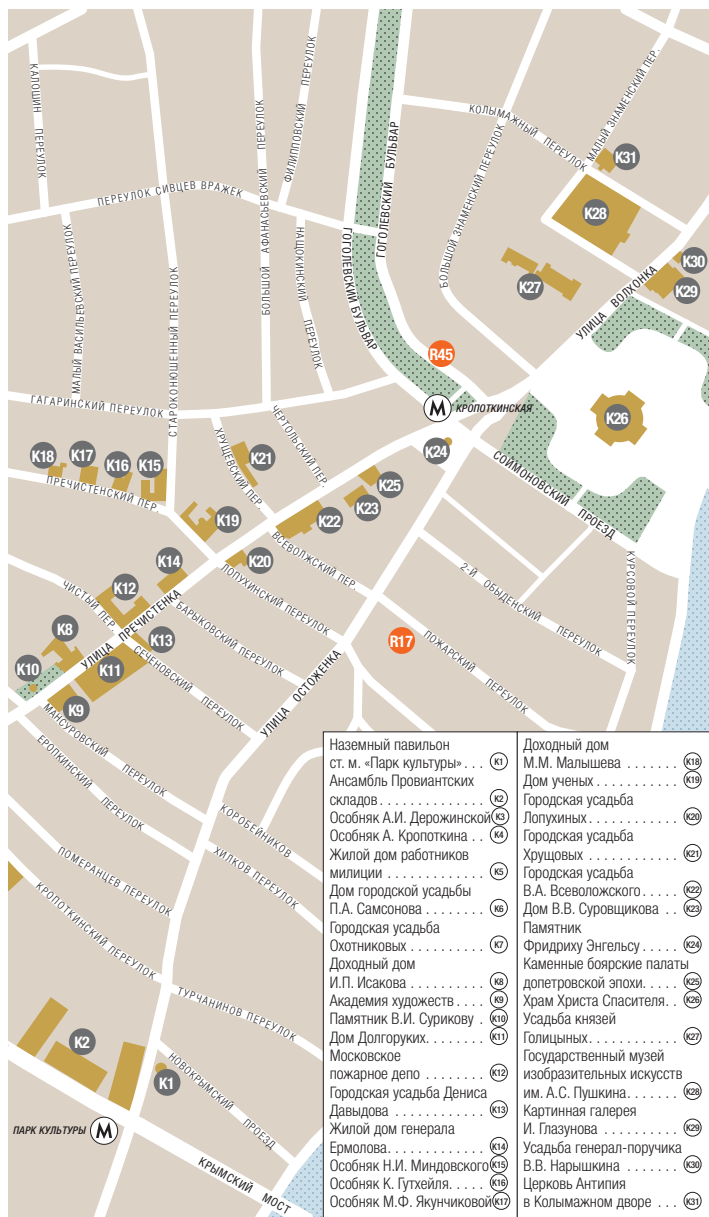 КАЛОШИН ПЕРЕУЛОК
ФИЛИППОВСКИЙ ПЕРЕУЛОК
БОЛЬШОЙ АФАНАСЬЕВСКИЙ ПЕРЕУЛОК
ПЕРЕУЛОК СИВЦЕВ ВРАЖЕК
НАЩОКИНСКИЙ ПЕРЕУЛОК
МАЛЫЙ ВАСИЛЬЕВСКИЙ ПЕРЕУЛОК
СТАРОКОНЮШЕННЫЙ ПЕРЕУЛОК
ГОГОЛЕВСКИЙ БУЛЬВАР
ГОГОЛЕВСКИЙ БУЛЬВАР
КОЛЫМАЖНЫЙ ПЕРЕУЛОК
МАЛЫЙ ЗНАМЕНСКИЙ ПЕР.
БОЛЬШОЙ ЗНАМЕНСКИЙ ПЕРЕУЛОК
K31
K28
K27
K30
K29
УЛИЦА ВОЛХОНКА
R45
М КРОПОТКИНСКАЯ
K26
K24
ГАГАРИНСКИЙ ПЕРЕУЛОК
ЧЕРТОЛЬСКИЙ ПЕР.
ХРУЩЕВСКИЙ ПЕР.
K21
K18
K17
K16
K15
ПРЕЧИСТЕНСКИЙ ПЕР.
K25
K23
K22
K19
K20
СОЙМОНОВСКИЙ ПРОЕЗД
КУРСОВОЙ ПЕРЕУЛОК
ВСЕВОЛЖСКИЙ ПЕР.
2-Й ОБЫДЕНСКИЙ ПЕРЕУЛОК
K14
K12
ЧИСТЫЙ ПЕР.
ЛОПУХИНСКИЙ ПЕРЕУЛОК
БАРЫКОВСКИЙ ПЕРЕУЛОК
K8
K13
K10
K11
K9
УЛИЦА ПРЕЧИСТЕНКА
СЕЧЕНОВСКИЙ ПЕРЕУЛОК
R17
ПОЖАРСКИЙ ПЕРЕУЛОК
УЛИЦА ОСТОЖЕНКА
МАНСУРОВСКИЙ ПЕРЕУЛОК
ЕРОПКИНСКИЙ ПЕРЕУЛОК
КОРОБЕЙНИКОВ
ХИЛКОВ ПЕРЕУЛОК
ПОМЕРАНЦЕВ ПЕРЕУЛОК
КРОПОТКИНСКИЙ ПЕРЕУЛОК
ТУРЧАНИНОВ ПЕРЕУЛОК
K2
K1
НОВОКРЫМСКИЙ ПРОЕЗД
ПАРК КУЛЬТУРЫ М
КРЫМСКИЙ МОСТ
Наземный павильон
ст. м. «Парк культуры» . . . K1
Ансамбль Провиантских
складов . . . . . . . . . . . . K2
Особняк А.И. Дерожинской K3
Особняк А. Кропоткина . . K4
Жилой дом работников
милиции . . . . . . . . . . . . K5
Дом городской усадьбы
П.А. Самсонова . . . . . . . K6
Городская усадьба
Охотниковых . . . . . . . . . K7
Доходный дом
И.П. Исакова . . . . . . . . . K8
Академия художеств . . . . K9
Памятник В.И. Сурикову . K10
Дом Долгоруких. . . . . . . . K11
Московское
пожарное депо . . . . . . . . K12
Городская усадьба Дениса
Давыдова . . . . . . . . . . . K13
Жилой дом генерала
Ермолова. . . . . . . . . . . . K14
Особняк Н.И. Миндовского K15
Особняк К. Гутхейля. . . . . K16
Особняк М.Ф. Якунчиковой K17
Доходный дом
М.М. Малышева . . . . . . . K18
Дом ученых . . . . . . . . . . K19
Городская усадьба
Лопухиных . . . . . . . . . . K20
Городская усадьба
Хрущовых . . . . . . . . . . . K21
Городская усадьба
В.А. Всеволожского . . . . . K22
Дом В.В. Суровщикова . . K23
Памятник
Фридриху Энгельсу . . . . . K24
Каменные боярские палаты
допетровской эпохи. . . . . K25
Храм Христа Спасителя. . K26
Усадьба князей
Голицыных. . . . . . . . . . . K27
Государственный музей
изобразительных искусств
им. А.С. Пушкина. . . . . . . K28
Картинная галерея
И. Глазунова . . . . . . . . . K29
Усадьба генерал-поручика
В.В. Нарышкина . . . . . . . K30
Церковь Антипия
в Колымажном дворе . . . K31